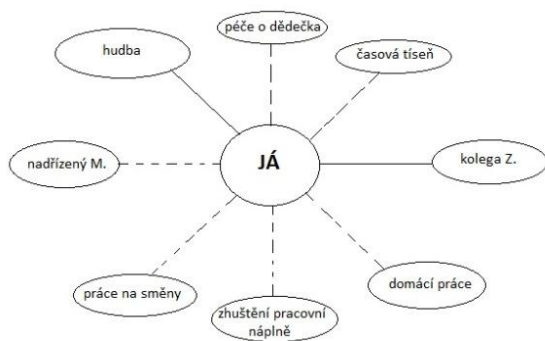 péče o dědečka
hudba
časová tíseň
nadřízený M.
JÁ
kolega Z.
práce na směny
zhuštění pracovní
náplně
domácí práce